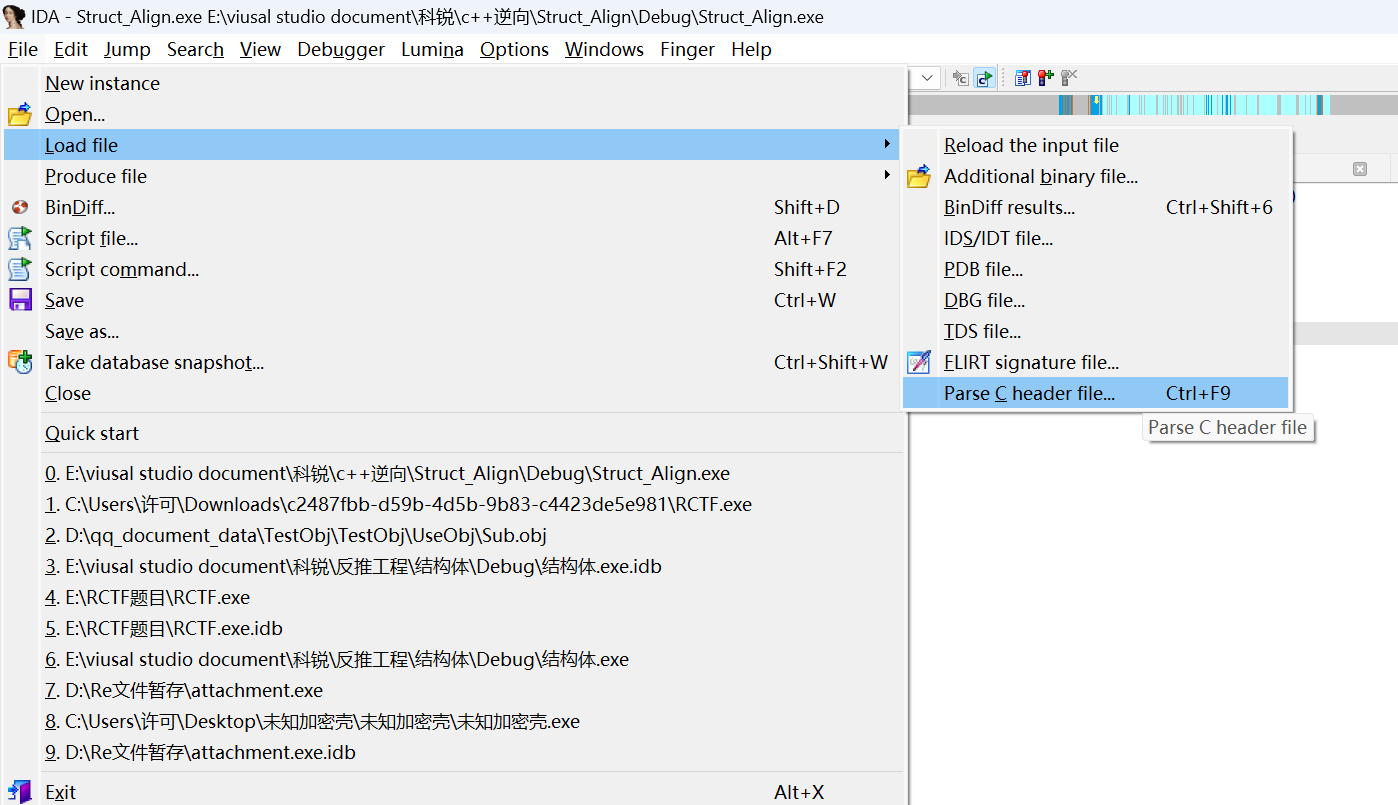 IDA - Struct_Align.exe E:\viusal studio document\科锐\c++逆向\Struct_Align\Debug\Struct_Align.exe
File Edit Jump Search View Debugger Lumina Options Windows Finger Help
New instance
Open...
Load file
Produce file
BinDiff... Shift+D
Script file... Alt+F7
Script command... Shift+F2
Save Ctrl+W
Save as...
Take database snapshot... Ctrl+Shift+W
Close
Quick start
0. E:\viusal studio document\科锐\c++逆向\Struct_Align\Debug\Struct_Align.exe
1. C:\Users\许可\Downloads\c2487fbb-d59b-4d5b-9b83-c4423de5e981\RCTF.exe
2. D:\qq_document_data\TestObj\TestObj\UseObj\Sub.obj
3. E:\viusal studio document\科锐\反推工程\结构体\Debug\结构体.exe.idb
4. E:\RCTF题目\RCTF.exe
5. E:\RCTF题目\RCTF.exe.idb
6. E:\viusal studio document\科锐\反推工程\结构体\Debug\结构体.exe
7. D:\Re文件暂存\attachment.exe
8. C:\Users\许可\Desktop\未知加密壳\未知加密壳\未知加密壳.exe
9. D:\Re文件暂存\attachment.exe.idb
Exit Alt+X
Reload the input file
Additional binary file...
BinDiff results... Ctrl+Shift+6
IDS/IDT file...
PDB file...
DBG file...
TDS file...
FLIRT signature file...
Parse C header file... Ctrl+F9
Parse C header file